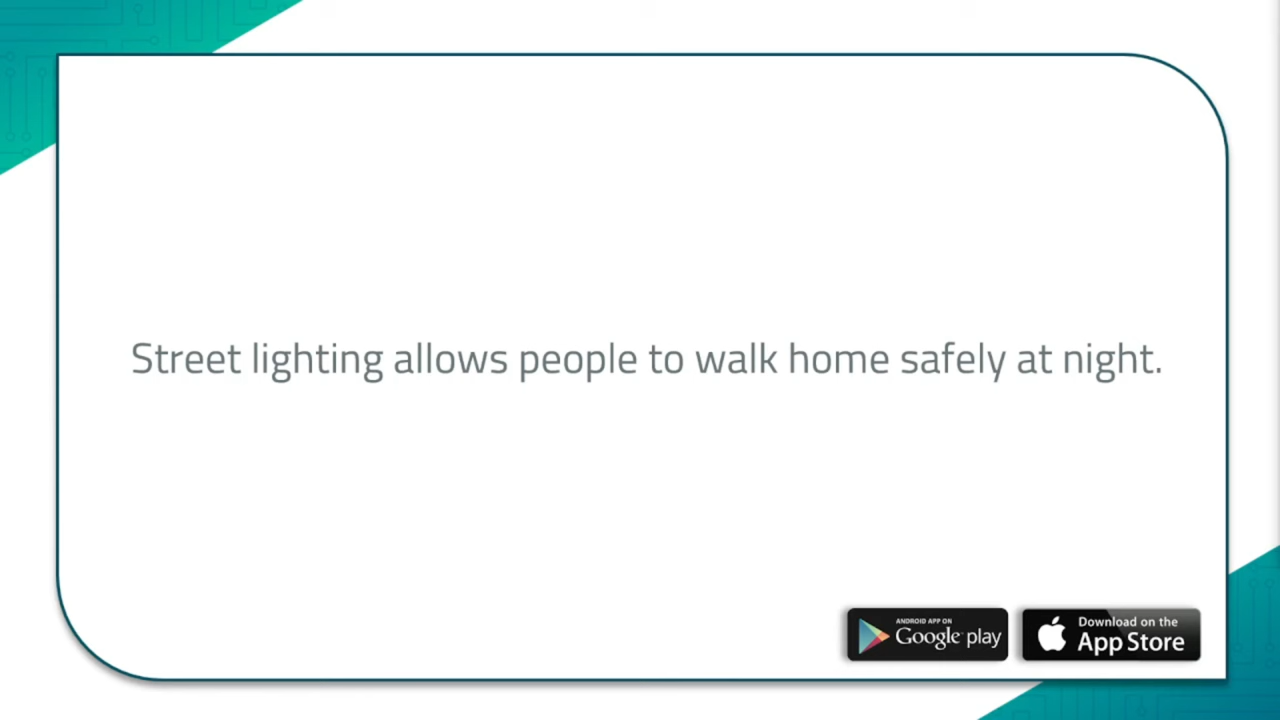 Street lighting allows people to walk home safely at night.
ANDROID APP ON
Google play
Download on the
App Store